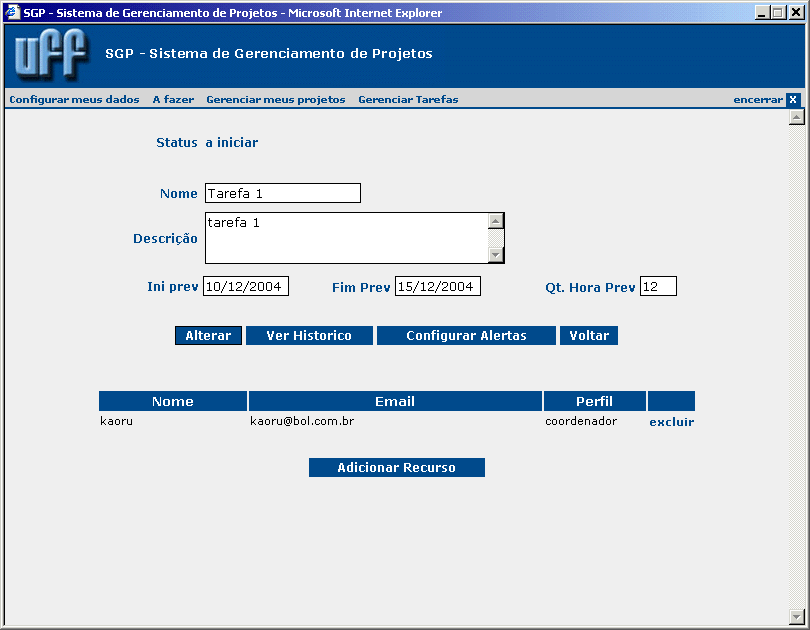 SGP - Sistema de Gerenciamento de Projetos - Microsoft Internet Explorer
uff SGP - Sistema de Gerenciamento de Projetos
Configurar meus dados A fazer Gerenciar meus projetos Gerenciar Tarefas encerrar X
Status a iniciar
Nome Tarefa 1
Descrição tarefa 1
Ini prev 10/12/2004 Fim Prev 15/12/2004 Qt. Hora Prev 12
Alterar Ver Historico Configurar Alertas Voltar
Nome Email Perfil
kaoru kaoru@bol.com.br coordenador excluir
Adicionar Recurso